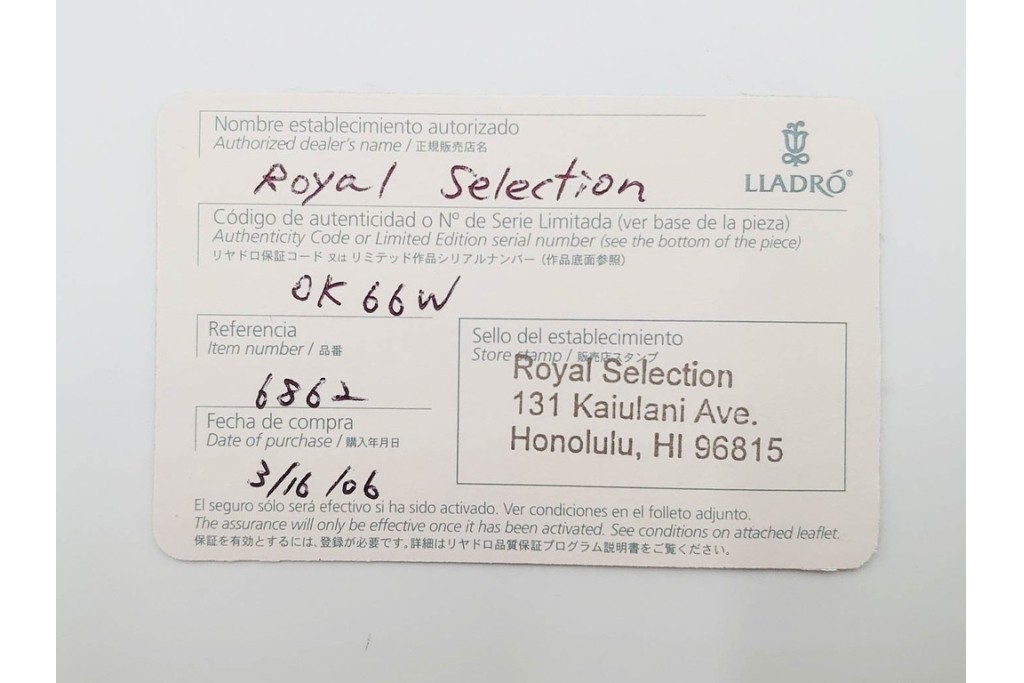 Nombre establecimiento autorizado
Authorized dealer's name / 正規販売店名
Royal Selection
LLADRÓ®
Código de autenticidad o Nº de Serie Limitada (ver base de la pieza)
Authenticity Code or Limited Edition serial number (see the bottom of the piece)
リヤドロ保証コード 又は リミテッド作品シリアルナンバー (作品底面参照)
OK66W
Referencia
Item number / 品番
6862
Fecha de compra
Date of purchase / 購入年月日
3/16/06
Sello del establecimiento
Store stamp / 販売店スタンプ
Royal Selection
131 Kaiulani Ave.
Honolulu, HI 96815
El seguro sólo será efectivo si ha sido activado. Ver condiciones en el folleto adjunto.
The assurance will only be effective once it has been activated. See conditions on attached leaflet.
保証を有効とするには、登録が必要です。詳細はリヤドロ品質保証プログラム説明書をご覧ください。